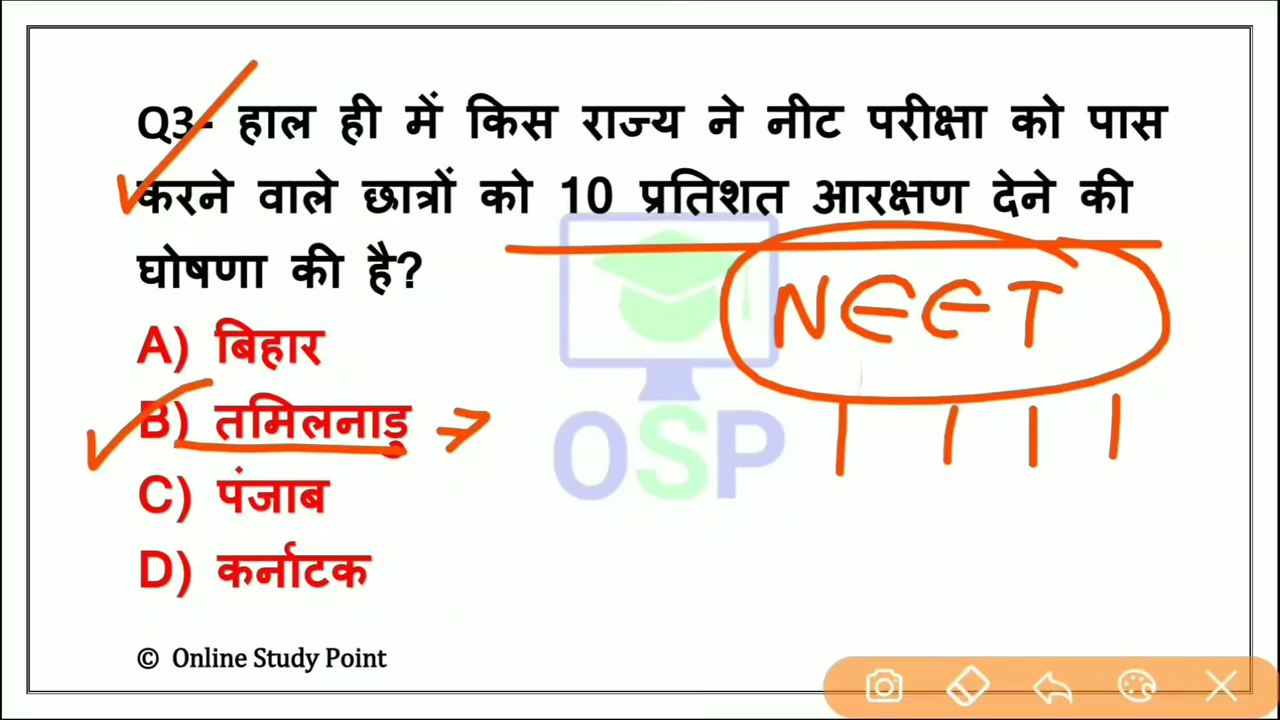 Q3- हाल ही में किस राज्य ने नीट परीक्षा को पास
करने वाले छात्रों को 10 प्रतिशत आरक्षण देने की
घोषणा की है?
NEET
A) बिहार
B) तमिलनाडु
OSP
C) पंजाब
D) कर्नाटक
© Online Study Point